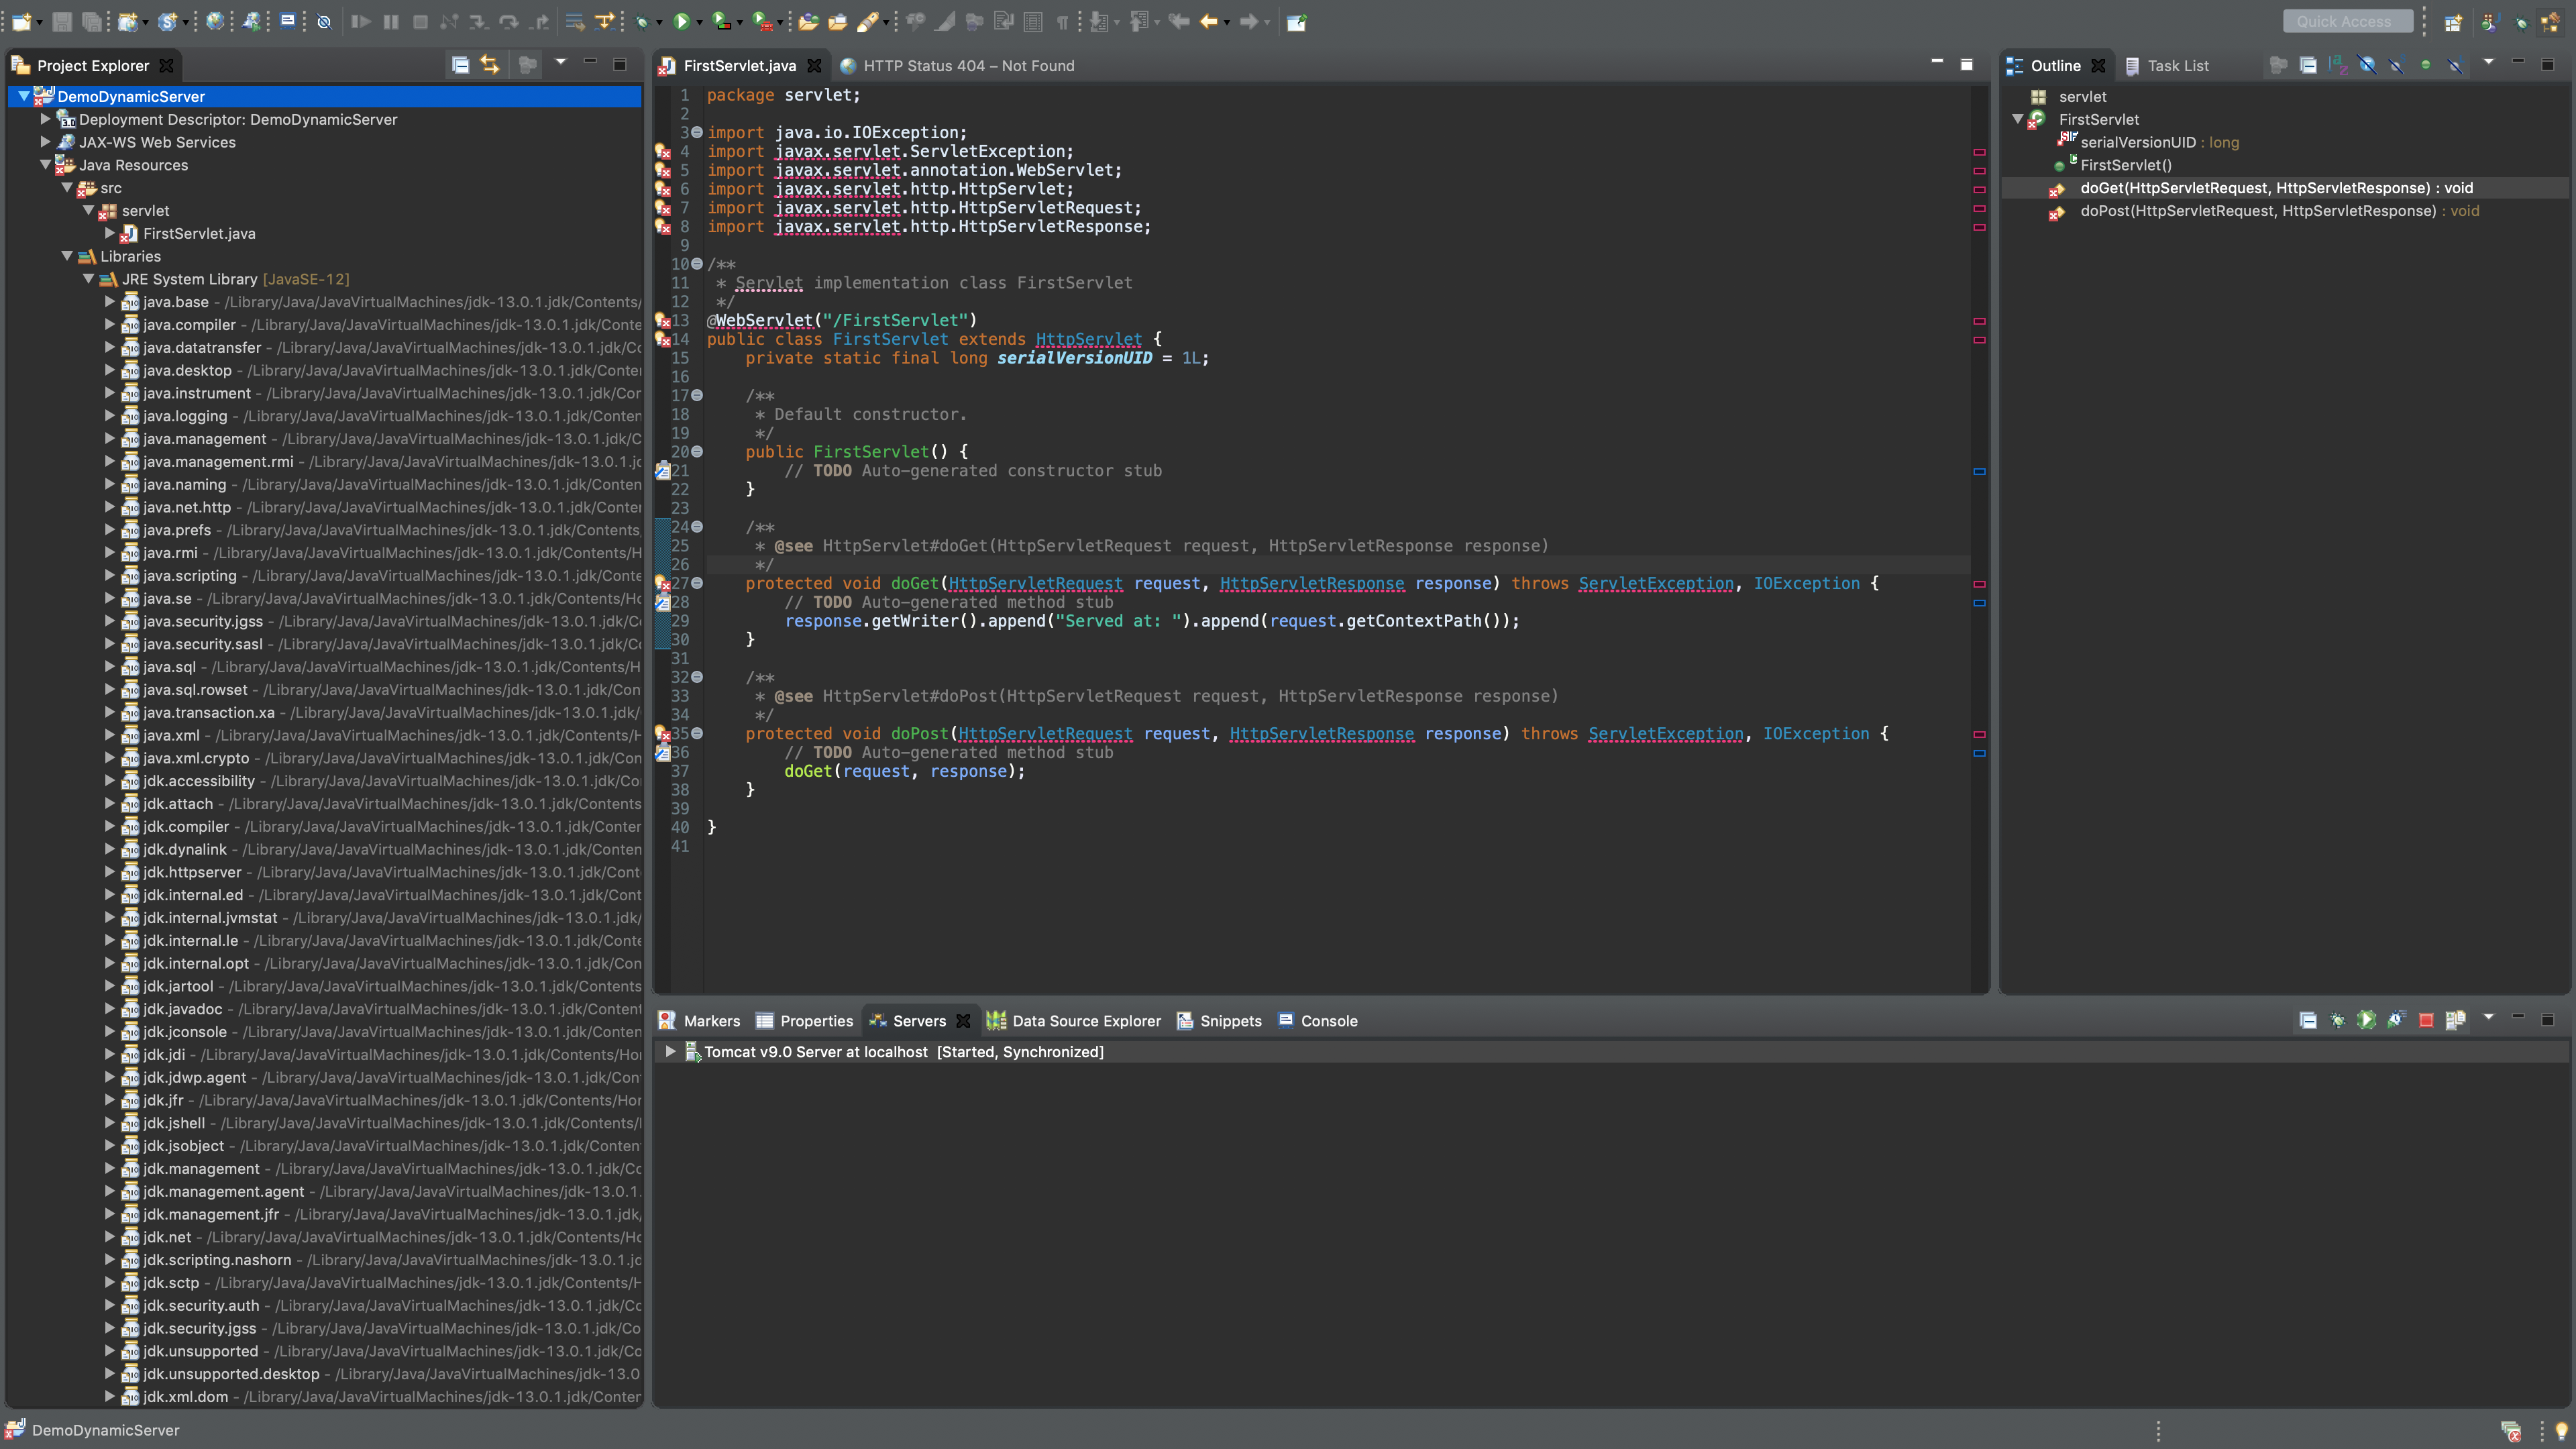 Quick Access
Project Explorer
DemoDynamicServer
Deployment Descriptor: DemoDynamicServer
JAX-WS Web Services
Java Resources
src
servlet
FirstServlet.java
Libraries
JRE System Library [JavaSE-12]
java.base - /Library/Java/JavaVirtualMachines/jdk-13.0.1.jdk/Contents/
java.compiler - /Library/Java/JavaVirtualMachines/jdk-13.0.1.jdk/Conte
java.datatransfer - /Library/Java/JavaVirtualMachines/jdk-13.0.1.jdk/Cc
java.desktop - /Library/Java/JavaVirtualMachines/jdk-13.0.1.jdk/Conten
java.instrument - /Library/Java/JavaVirtualMachines/jdk-13.0.1.jdk/Cor
java.logging - /Library/Java/JavaVirtualMachines/jdk-13.0.1.jdk/Conten
java.management - /Library/Java/JavaVirtualMachines/jdk-13.0.1.jdk/C
java.management.rmi - /Library/Java/JavaVirtualMachines/jdk-13.0.1.jc
java.naming - /Library/Java/JavaVirtualMachines/jdk-13.0.1.jdk/Conten
java.net.http - /Library/Java/JavaVirtualMachines/jdk-13.0.1.jdk/Conte
java.prefs - /Library/Java/JavaVirtualMachines/jdk-13.0.1.jdk/Contents,
java.rmi - /Library/Java/JavaVirtualMachines/jdk-13.0.1.jdk/Contents/H
java.scripting - /Library/Java/JavaVirtualMachines/jdk-13.0.1.jdk/Conte
java.se - /Library/Java/JavaVirtualMachines/jdk-13.0.1.jdk/Contents/Hc
java.security.jgss - /Library/Java/JavaVirtualMachines/jdk-13.0.1.jdk/Cc
java.security.sasl - /Library/Java/JavaVirtualMachines/jdk-13.0.1.jdk/Cc
java.sql - /Library/Java/JavaVirtualMachines/jdk-13.0.1.jdk/Contents/H
java.sql.rowset - /Library/Java/JavaVirtualMachines/jdk-13.0.1.jdk/Con
java.transaction.xa - /Library/Java/JavaVirtualMachines/jdk-13.0.1.jdk/
java.xml - /Library/Java/JavaVirtualMachines/jdk-13.0.1.jdk/Contents/H
java.xml.crypto - /Library/Java/JavaVirtualMachines/jdk-13.0.1.jdk/Con
jdk.accessibility - /Library/Java/JavaVirtualMachines/jdk-13.0.1.jdk/Co
jdk.attach - /Library/Java/JavaVirtualMachines/jdk-13.0.1.jdk/Contents
jdk.compiler - /Library/Java/JavaVirtualMachines/jdk-13.0.1.jdk/Conter
jdk.dynalink - /Library/Java/JavaVirtualMachines/jdk-13.0.1.jdk/Conten
jdk.httpserver - /Library/Java/JavaVirtualMachines/jdk-13.0.1.jdk/Cont
jdk.internal.ed - /Library/Java/JavaVirtualMachines/jdk-13.0.1.jdk/Cont
jdk.internal.jvmstat - /Library/Java/JavaVirtualMachines/jdk-13.0.1.jdk/
jdk.internal.le - /Library/Java/JavaVirtualMachines/jdk-13.0.1.jdk/Conte
jdk.internal.opt - /Library/Java/JavaVirtualMachines/jdk-13.0.1.jdk/Con
jdk.jartool - /Library/Java/JavaVirtualMachines/jdk-13.0.1.jdk/Contents
jdk.javadoc - /Library/Java/JavaVirtualMachines/jdk-13.0.1.jdk/Content
jdk.jconsole - /Library/Java/JavaVirtualMachines/jdk-13.0.1.jdk/Conten
jdk.jdi - /Library/Java/JavaVirtualMachines/jdk-13.0.1.jdk/Contents/Hor
jdk.jdwp.agent - /Library/Java/JavaVirtualMachines/jdk-13.0.1.jdk/Con
jdk.jfr - /Library/Java/JavaVirtualMachines/jdk-13.0.1.jdk/Contents/Hor
jdk.jshell - /Library/Java/JavaVirtualMachines/jdk-13.0.1.jdk/Contents/
jdk.jsobject - /Library/Java/JavaVirtualMachines/jdk-13.0.1.jdk/Conten
jdk.management - /Library/Java/JavaVirtualMachines/jdk-13.0.1.jdk/Cc
jdk.management.agent - /Library/Java/JavaVirtualMachines/jdk-13.0.1.
jdk.management.jfr - /Library/Java/JavaVirtualMachines/jdk-13.0.1.jdk,
jdk.net - /Library/Java/JavaVirtualMachines/jdk-13.0.1.jdk/Contents/Hc
jdk.scripting.nashorn - /Library/Java/JavaVirtualMachines/jdk-13.0.1.jd
jdk.sctp - /Library/Java/JavaVirtualMachines/jdk-13.0.1.jdk/Contents/H
jdk.security.auth - /Library/Java/JavaVirtualMachines/jdk-13.0.1.jdk/Cc
jdk.security.jgss - /Library/Java/JavaVirtualMachines/jdk-13.0.1.jdk/Co
jdk.unsupported - /Library/Java/JavaVirtualMachines/jdk-13.0.1.jdk/Cc
jdk.unsupported.desktop - /Library/Java/JavaVirtualMachines/jdk-13.0
jdk.xml.dom - /Library/Java/JavaVirtualMachines/jdk-13.0.1.jdk/Conter
FirstServlet.java
HTTP Status 404 – Not Found
1 package servlet;
2
3 import java.io.IOException;
4 import javax.servlet.ServletException;
5 import javax.servlet.annotation.WebServlet;
6 import javax.servlet.http.HttpServlet;
7 import javax.servlet.http.HttpServletRequest;
8 import javax.servlet.http.HttpServletResponse;
9
10 /**
11  * Servlet implementation class FirstServlet
12  */
13 @WebServlet("/FirstServlet")
14 public class FirstServlet extends HttpServlet {
15     private static final long serialVersionUID = 1L;
16
17     /**
18      * Default constructor.
19      */
20     public FirstServlet() {
21         // TODO Auto-generated constructor stub
22     }
23
24     /**
25      * @see HttpServlet#doGet(HttpServletRequest request, HttpServletResponse response)
26      */
27     protected void doGet(HttpServletRequest request, HttpServletResponse response) throws ServletException, IOException {
28         // TODO Auto-generated method stub
29         response.getWriter().append("Served at: ").append(request.getContextPath());
30     }
31
32     /**
33      * @see HttpServlet#doPost(HttpServletRequest request, HttpServletResponse response)
34      */
35     protected void doPost(HttpServletRequest request, HttpServletResponse response) throws ServletException, IOException {
36         // TODO Auto-generated method stub
37         doGet(request, response);
38     }
39
40 }
41
Outline
Task List
servlet
FirstServlet
serialVersionUID : long
FirstServlet()
doGet(HttpServletRequest, HttpServletResponse) : void
doPost(HttpServletRequest, HttpServletResponse) : void
Markers
Properties
Servers
Data Source Explorer
Snippets
Console
Tomcat v9.0 Server at localhost [Started, Synchronized]
DemoDynamicServer